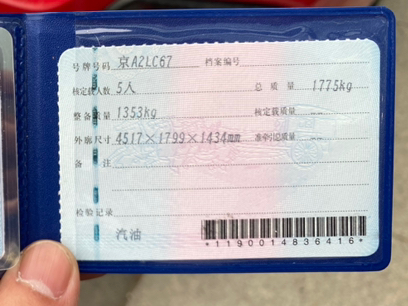 号牌号码 京A2LC67 档案编号
核定载人数 5人 总质量 1775kg
整备质量 1353kg 核定载质量 --
外廓尺寸 4517×1799×1434mm 准牵引总质量 --
备注
检验记录
汽油
*1190014836416*